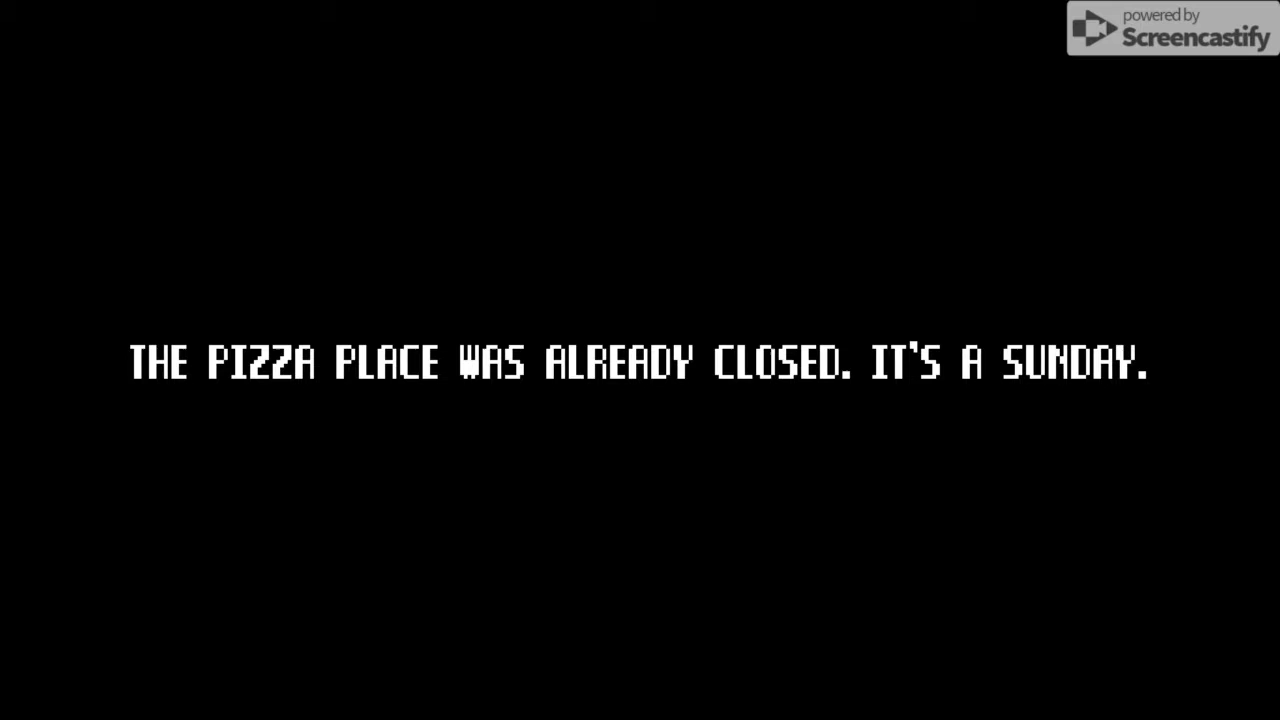 powered by
Screencastify
THE PIZZA PLACE WAS ALREADY CLOSED. IT'S A SUNDAY.